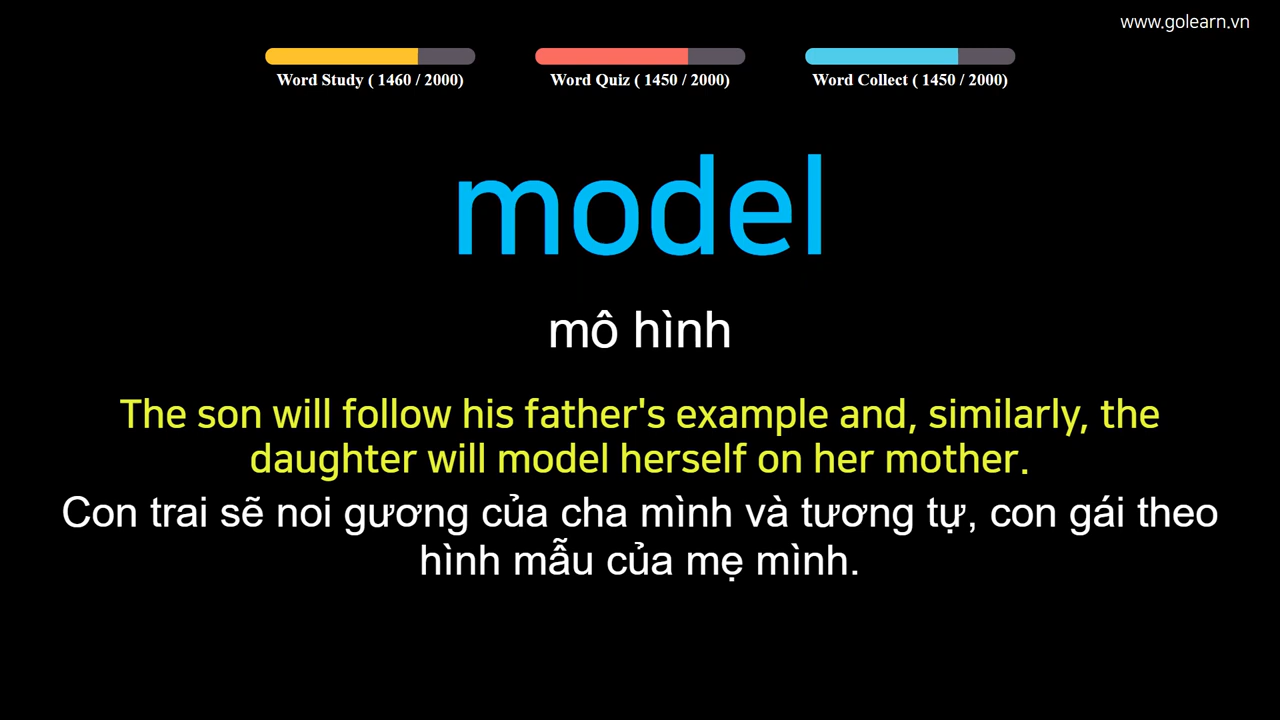 www.golearn.vn
Word Study ( 1460 / 2000)
Word Quiz ( 1450 / 2000)
Word Collect ( 1450 / 2000)
model
mô hình
The son will follow his father's example and, similarly, the
daughter will model herself on her mother.
Con trai sẽ noi gương của cha mình và tương tự, con gái theo
hình mẫu của mẹ mình.